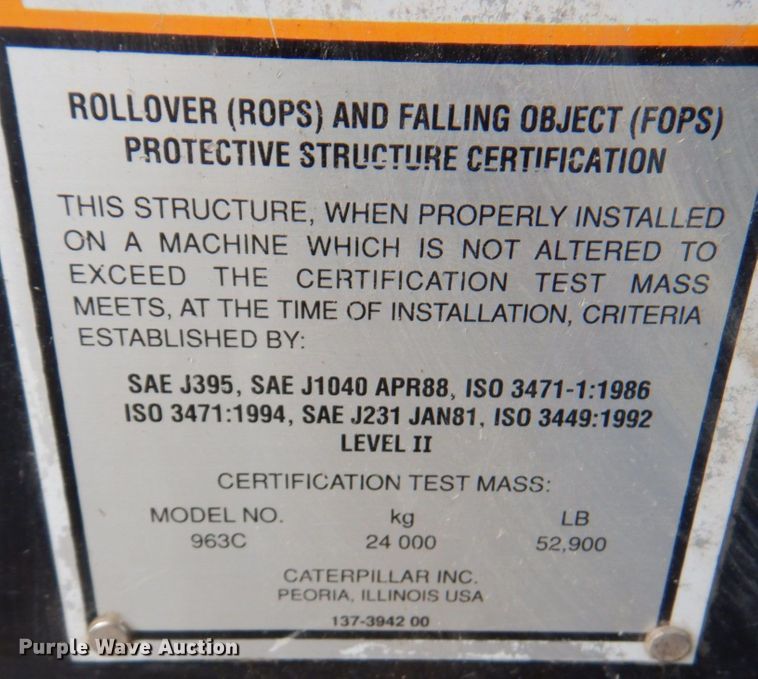 ROLLOVER (ROPS) AND FALLING OBJECT (FOPS)
PROTECTIVE STRUCTURE CERTIFICATION
THIS STRUCTURE, WHEN PROPERLY INSTALLED
ON A MACHINE WHICH IS NOT ALTERED TO
EXCEED THE CERTIFICATION TEST MASS
MEETS, AT THE TIME OF INSTALLATION, CRITERIA
ESTABLISHED BY:
SAE J395, SAE J1040 APR88, ISO 3471-1:1986
ISO 3471:1994, SAE J231 JAN81, ISO 3449:1992
LEVEL II
CERTIFICATION TEST MASS:
MODEL NO. kg LB
963C 24 000 52,900
CATERPILLAR INC.
PEORIA, ILLINOIS USA
137-3942 00
Purple Wave Auction